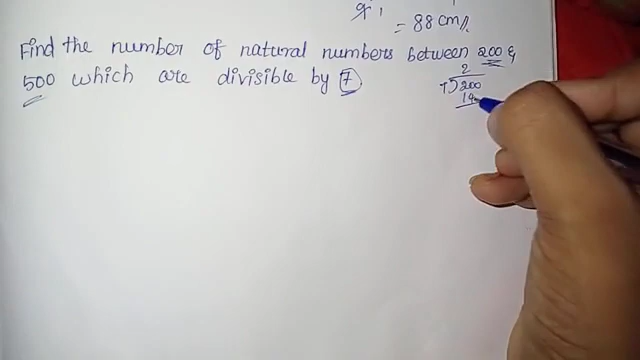 = 88 cm
Find the number of natural numbers between 200 &
500 which are divisible by 7
2
7)200
14